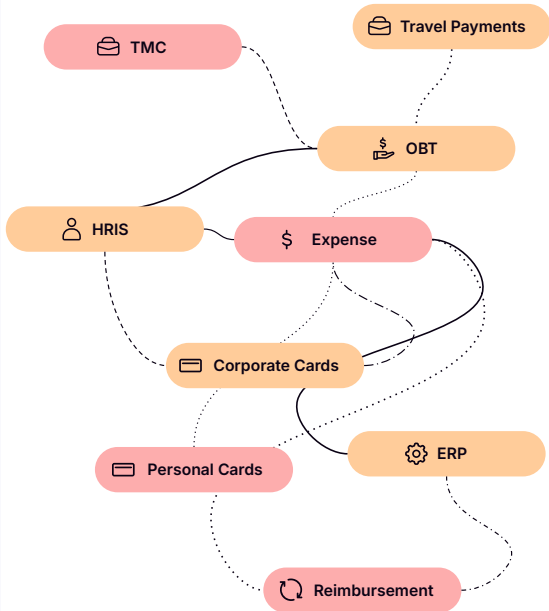 Travel Payments
TMC
OBT
HRIS
Expense
Corporate Cards
ERP
Personal Cards
Reimbursement